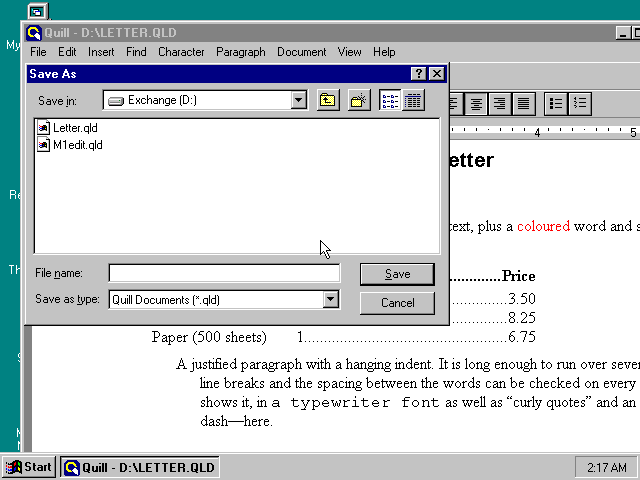 My
Quill - D:\LETTER.QLD
File Edit Insert Find Character Paragraph Document View Help
Save As
Save in: Exchange (D:)
Letter.qld
M1edit.qld
File name: Save
Save as type: Quill Documents (*.qld) Cancel
4 5
etter
text, plus a coloured word and s
Price
3.50
8.25
Paper (500 sheets) 1 6.75
A justified paragraph with a hanging indent. It is long enough to run over seve
line breaks and the spacing between the words can be checked on every
shows it, in a typewriter font as well as “curly quotes” and an
dash—here.
Re
Th
Start Quill - D:\LETTER.QLD 2:17 AM